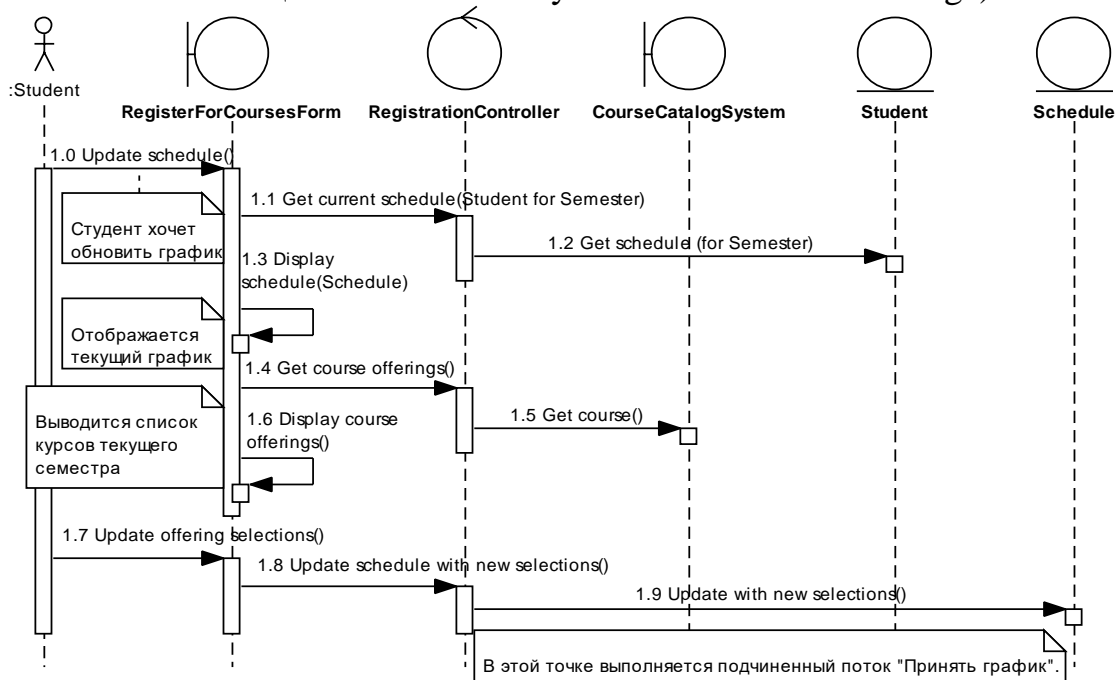 :Student
RegisterForCoursesForm
RegistrationController
CourseCatalogSystem
Student
Schedule
1.0 Update schedule()
1.1 Get current schedule(Student for Semester)
Студент хочет
обновить график
1.2 Get schedule (for Semester)
1.3 Display
schedule(Schedule)
Отображается
текущий график
1.4 Get course offerings()
1.5 Get course()
1.6 Display course
offerings()
Выводится список
курсов текущего
семестра
1.7 Update offering selections()
1.8 Update schedule with new selections()
1.9 Update with new selections()
В этой точке выполняется подчиненный поток "Принять график".